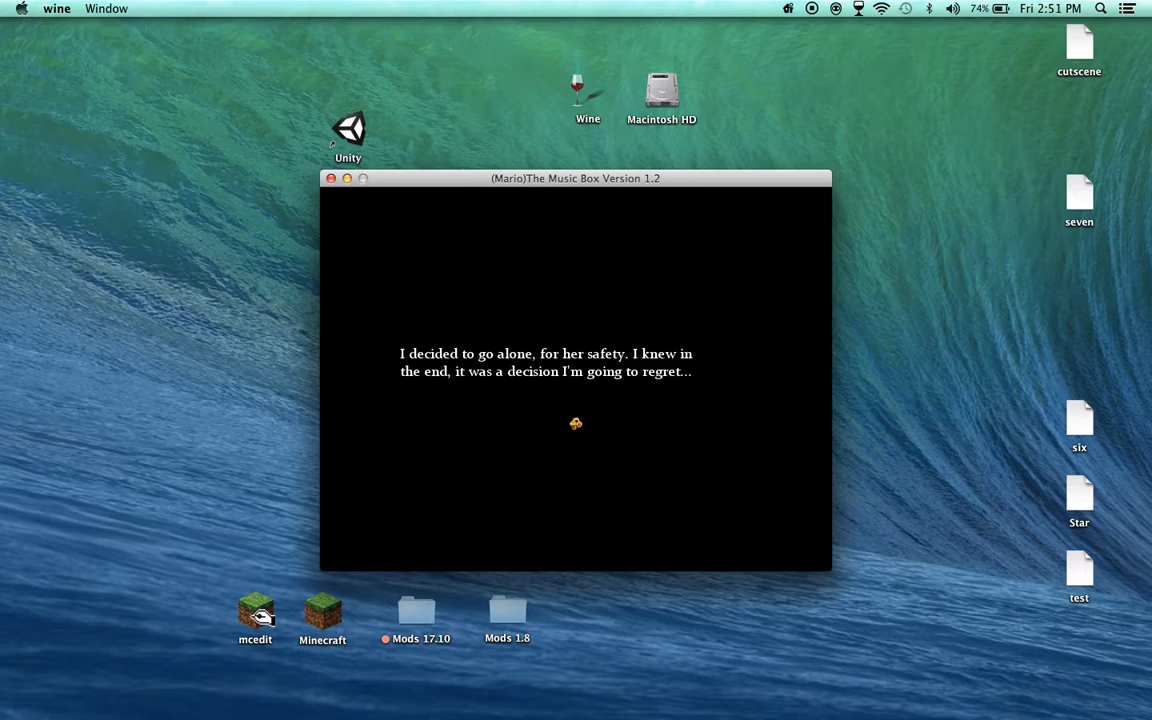 wine Window 74% Fri 2:51 PM
cutscene
Wine
Macintosh HD
Unity
(Mario)The Music Box Version 1.2
seven
I decided to go alone, for her safety. I knew in
the end, it was a decision I'm going to regret...
six
Star
test
mcedit
Minecraft
Mods 17.10
Mods 1.8